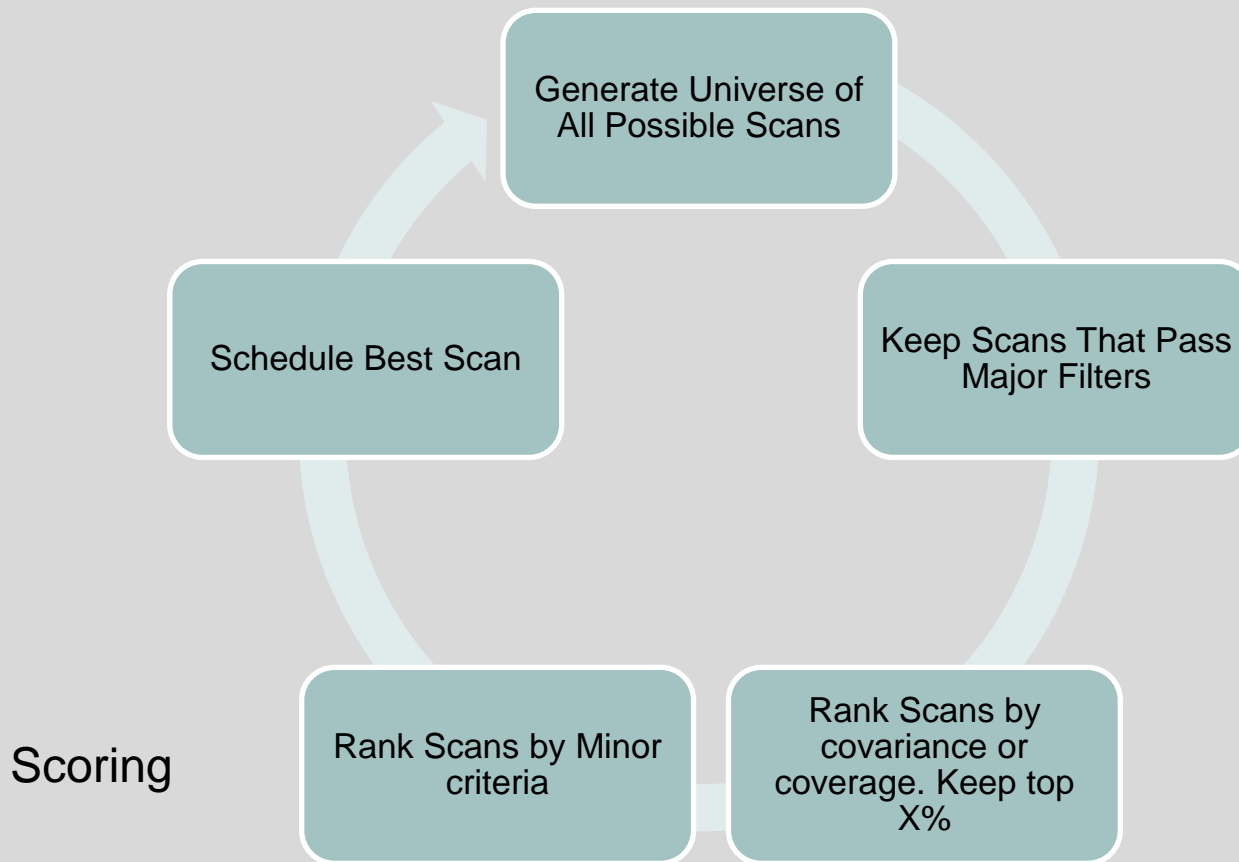 Generate Universe of
All Possible Scans
Keep Scans That Pass
Major Filters
Rank Scans by
covariance or
coverage. Keep top
X%
Rank Scans by Minor
criteria
Schedule Best Scan
Scoring